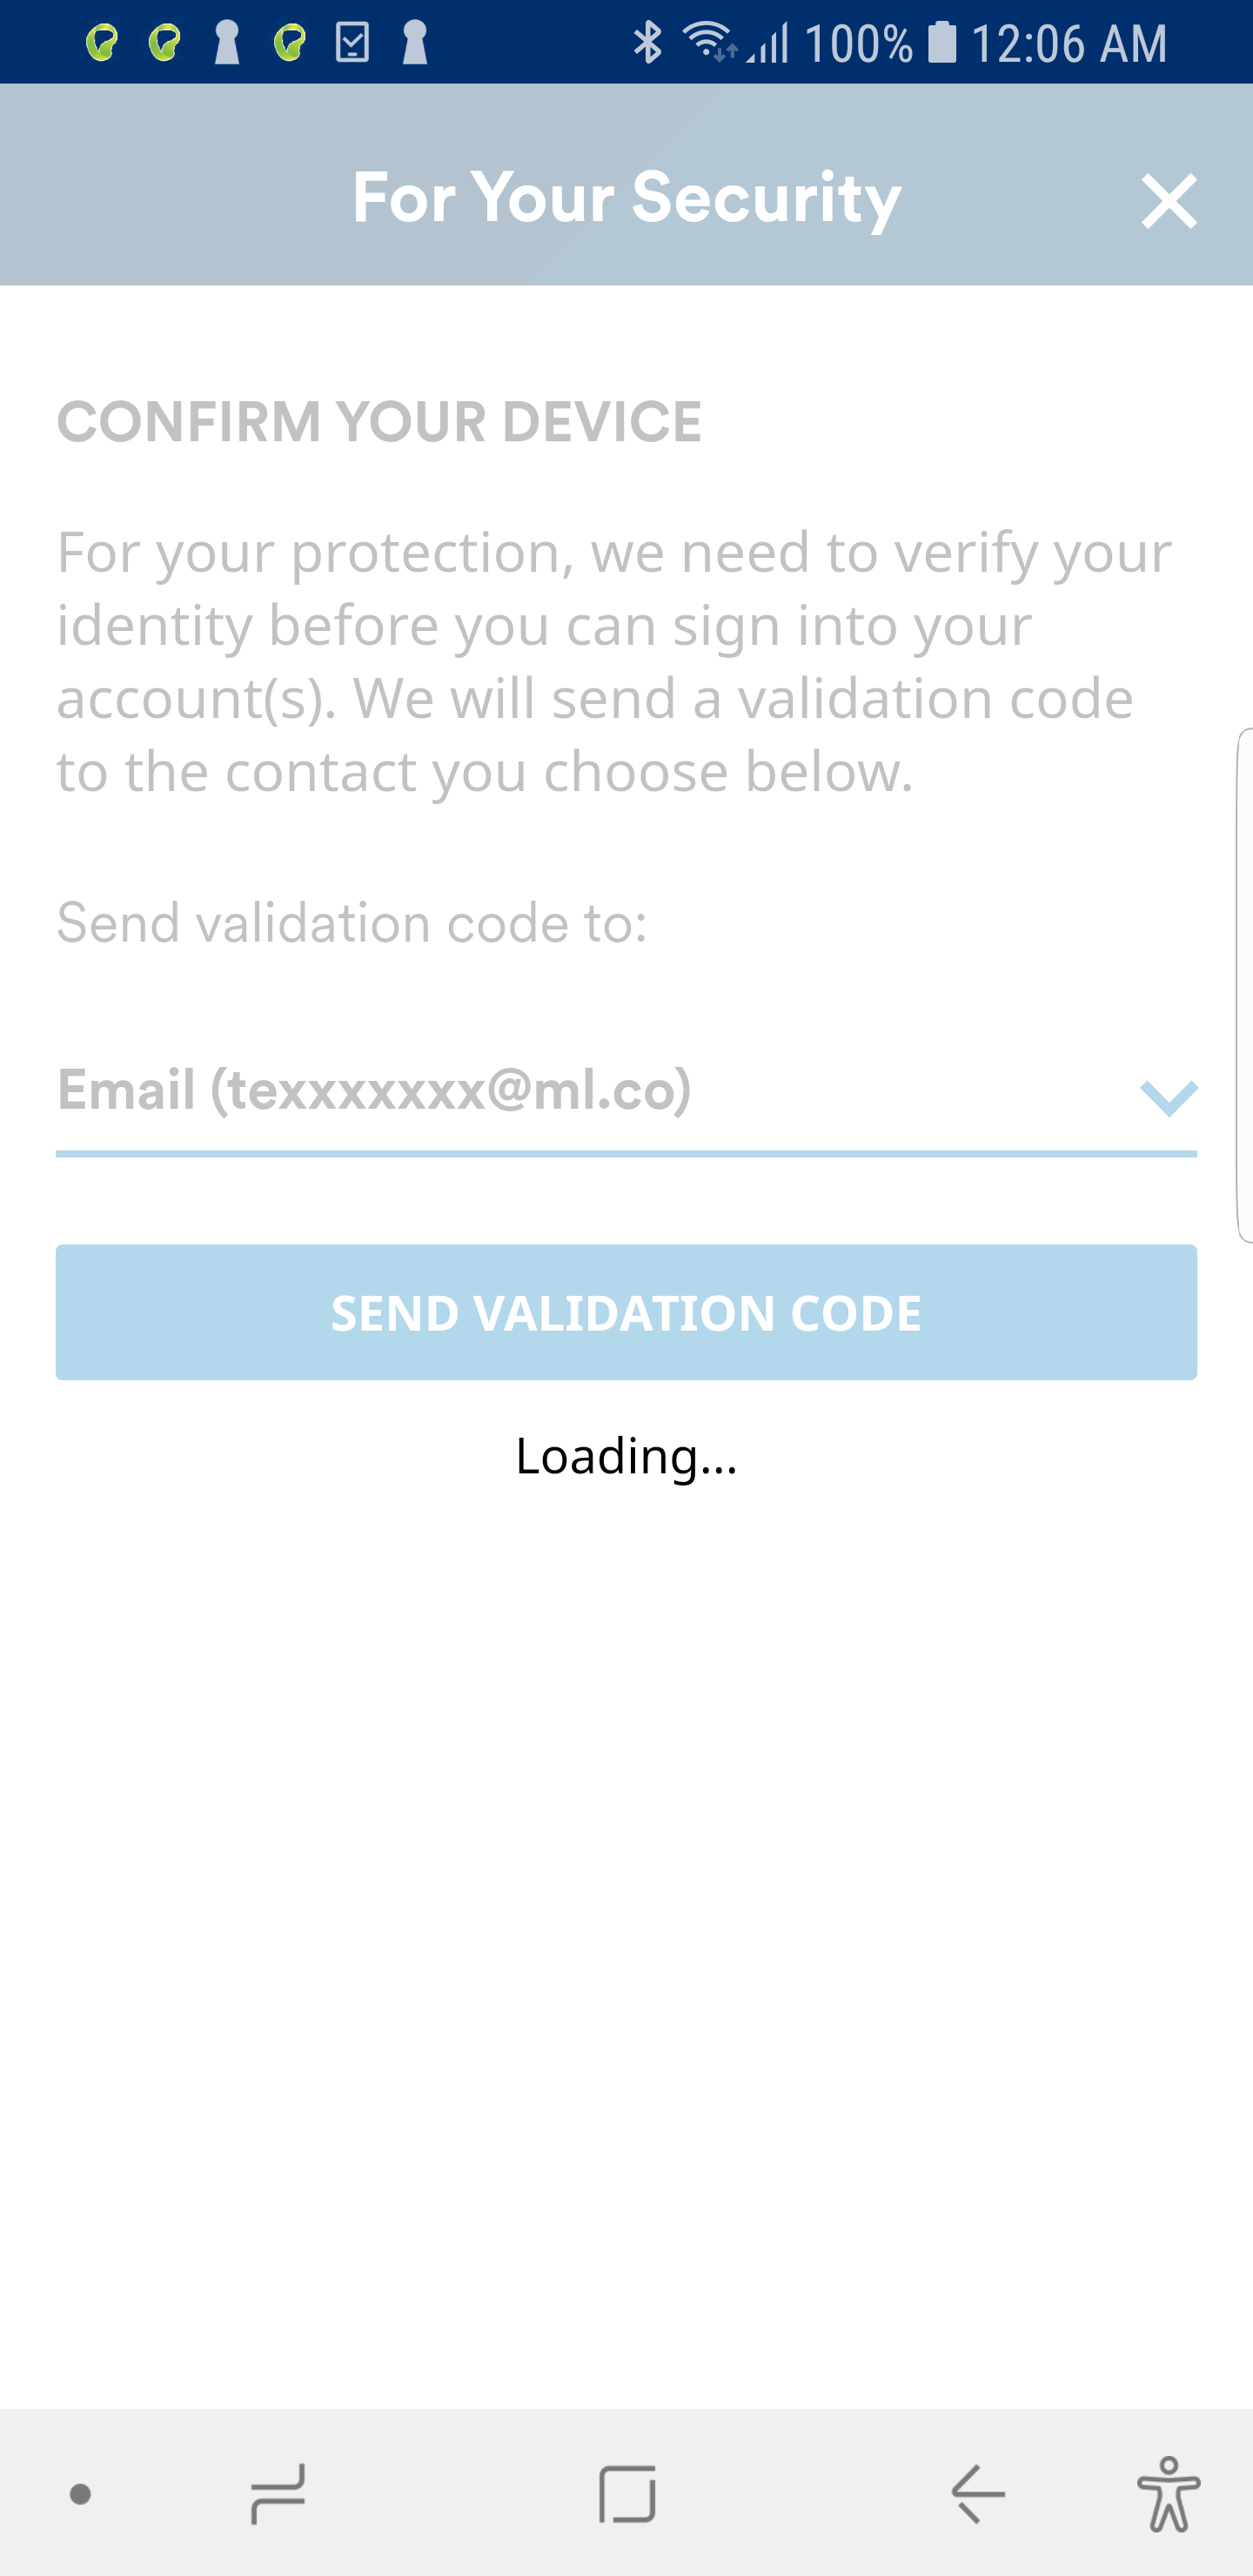 100% 12:06 AM
For Your Security
CONFIRM YOUR DEVICE
For your protection, we need to verify your
identity before you can sign into your
account(s). We will send a validation code
to the contact you choose below.
Send validation code to:
Email (texxxxxxx@ml.co)
SEND VALIDATION CODE
Loading...